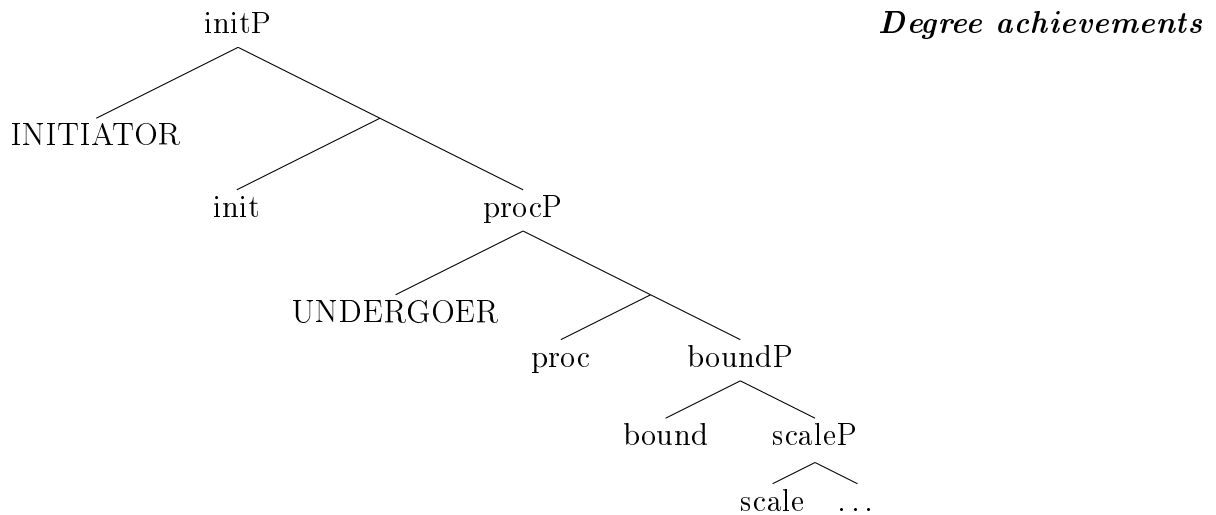 initP
Degree achievements
INITIATOR
init
procP
UNDERGOER
proc
boundP
bound
scaleP
scale
...